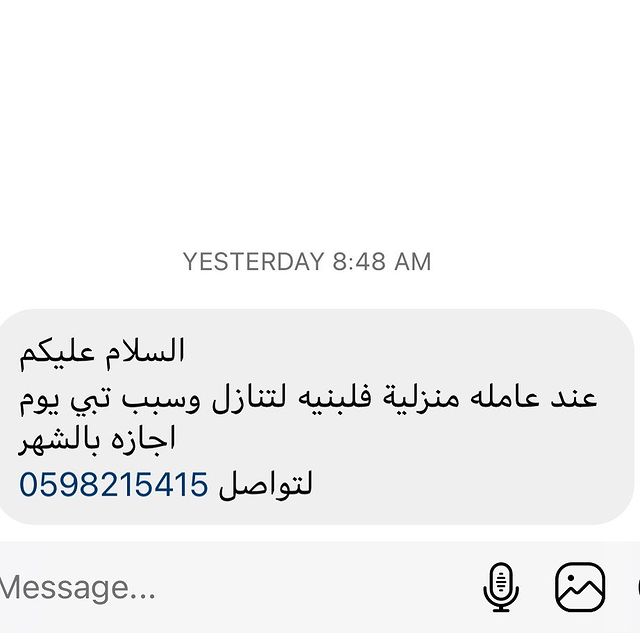 YESTERDAY 8:48 AM
السلام عليكم
عند عامله منزلية فلبنيه لتنازل وسبب تبي يوم
اجازه بالشهر
لتواصل 0598215415
Message...